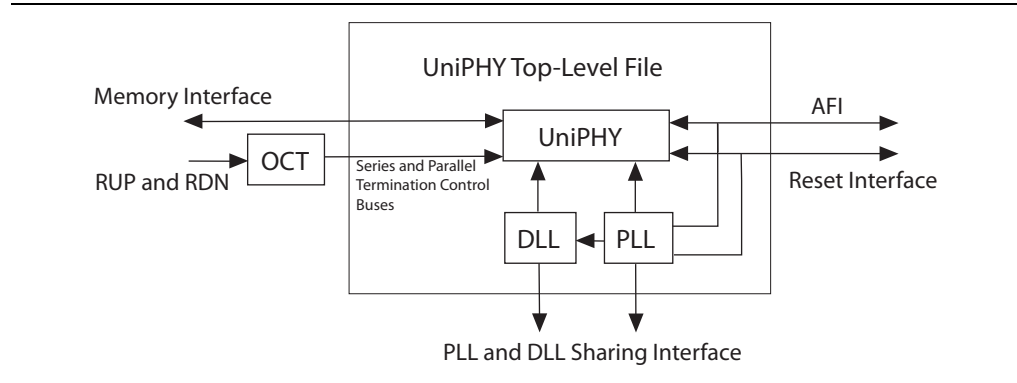 UniPHY Top-Level File
Memory Interface
AFI
UniPHY
OCT
RUP and RDN
Series and Parallel
Termination Control
Buses
Reset Interface
DLL
PLL
PLL and DLL Sharing Interface